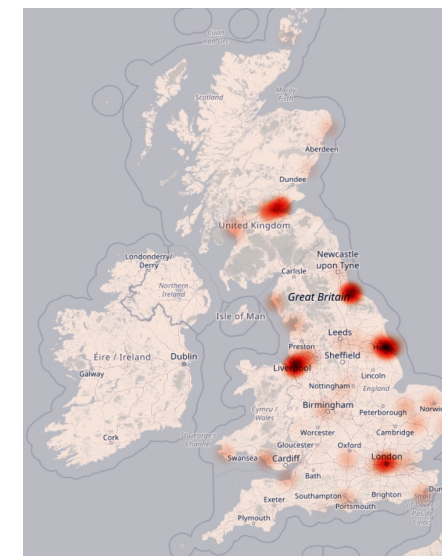 Scotland
Moray
Firth
Aberdeen
Dundee
United Kingdom
Newcastle
upon Tyne
Carlisle
Londonderry/
Derry
Northern
Ireland
Great Britain
Isle of Man
Leeds
Preston
Sheffield
Éire / Ireland
Dublin
Liverpool
Lincoln
Galway
Nottingham
England
Birmingham
Peterborough
Norwi
Cymru /
Wales
Worcester
Cambridge
Cork
Gloucester
Oxford
Swansea
Cardiff
London
Bath
Exeter
Southampton
Brighton
Portsmouth
Plymouth